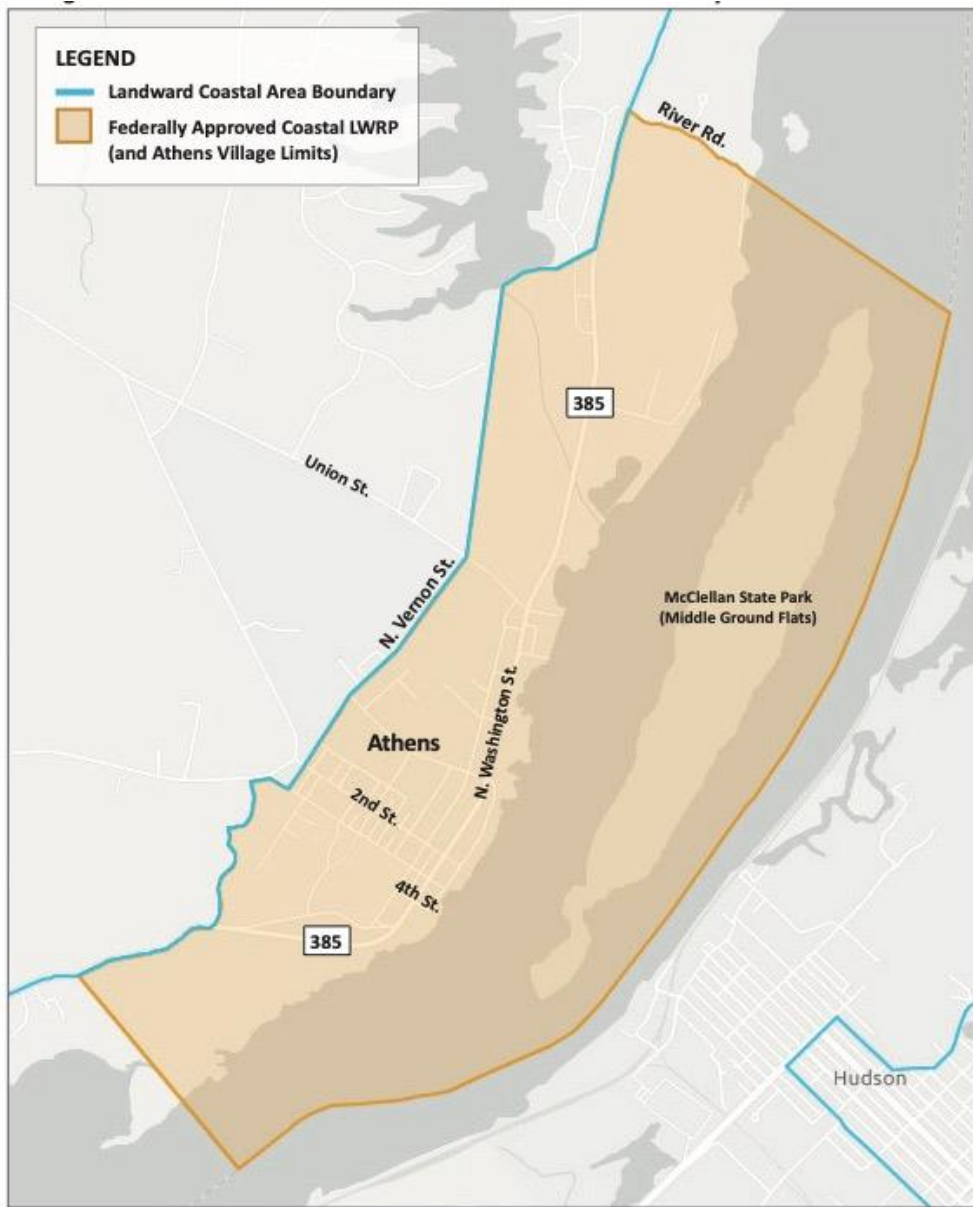 LEGEND
Landward Coastal Area Boundary
Federally Approved Coastal LWRP
(and Athens Village Limits)
River Rd.
385
Union St.
N. Vernon St.
McClellan State Park
(Middle Ground Flats)
N. Washington St.
Athens
2nd St.
4th St.
385
Hudson